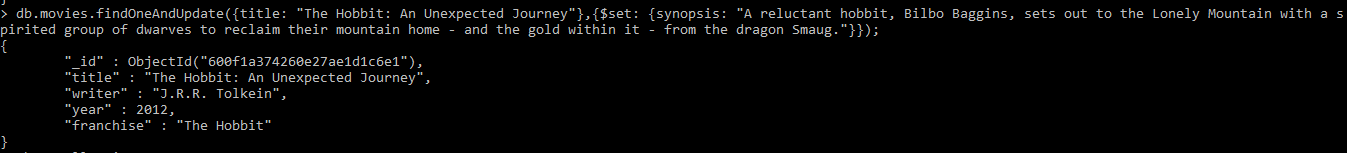 > db.movies.findOneAndUpdate({title: "The Hobbit: An Unexpected Journey"},{$set: {synopsis: "A reluctant hobbit, Bilbo Baggins, sets out to the Lonely Mountain with a s
pirited group of dwarves to reclaim their mountain home - and the gold within it - from the dragon Smaug."}});
{
        "_id" : ObjectId("600f1a374260e27ae1d1c6e1"),
        "title" : "The Hobbit: An Unexpected Journey",
        "writer" : "J.R.R. Tolkein",
        "year" : 2012,
        "franchise" : "The Hobbit"
}